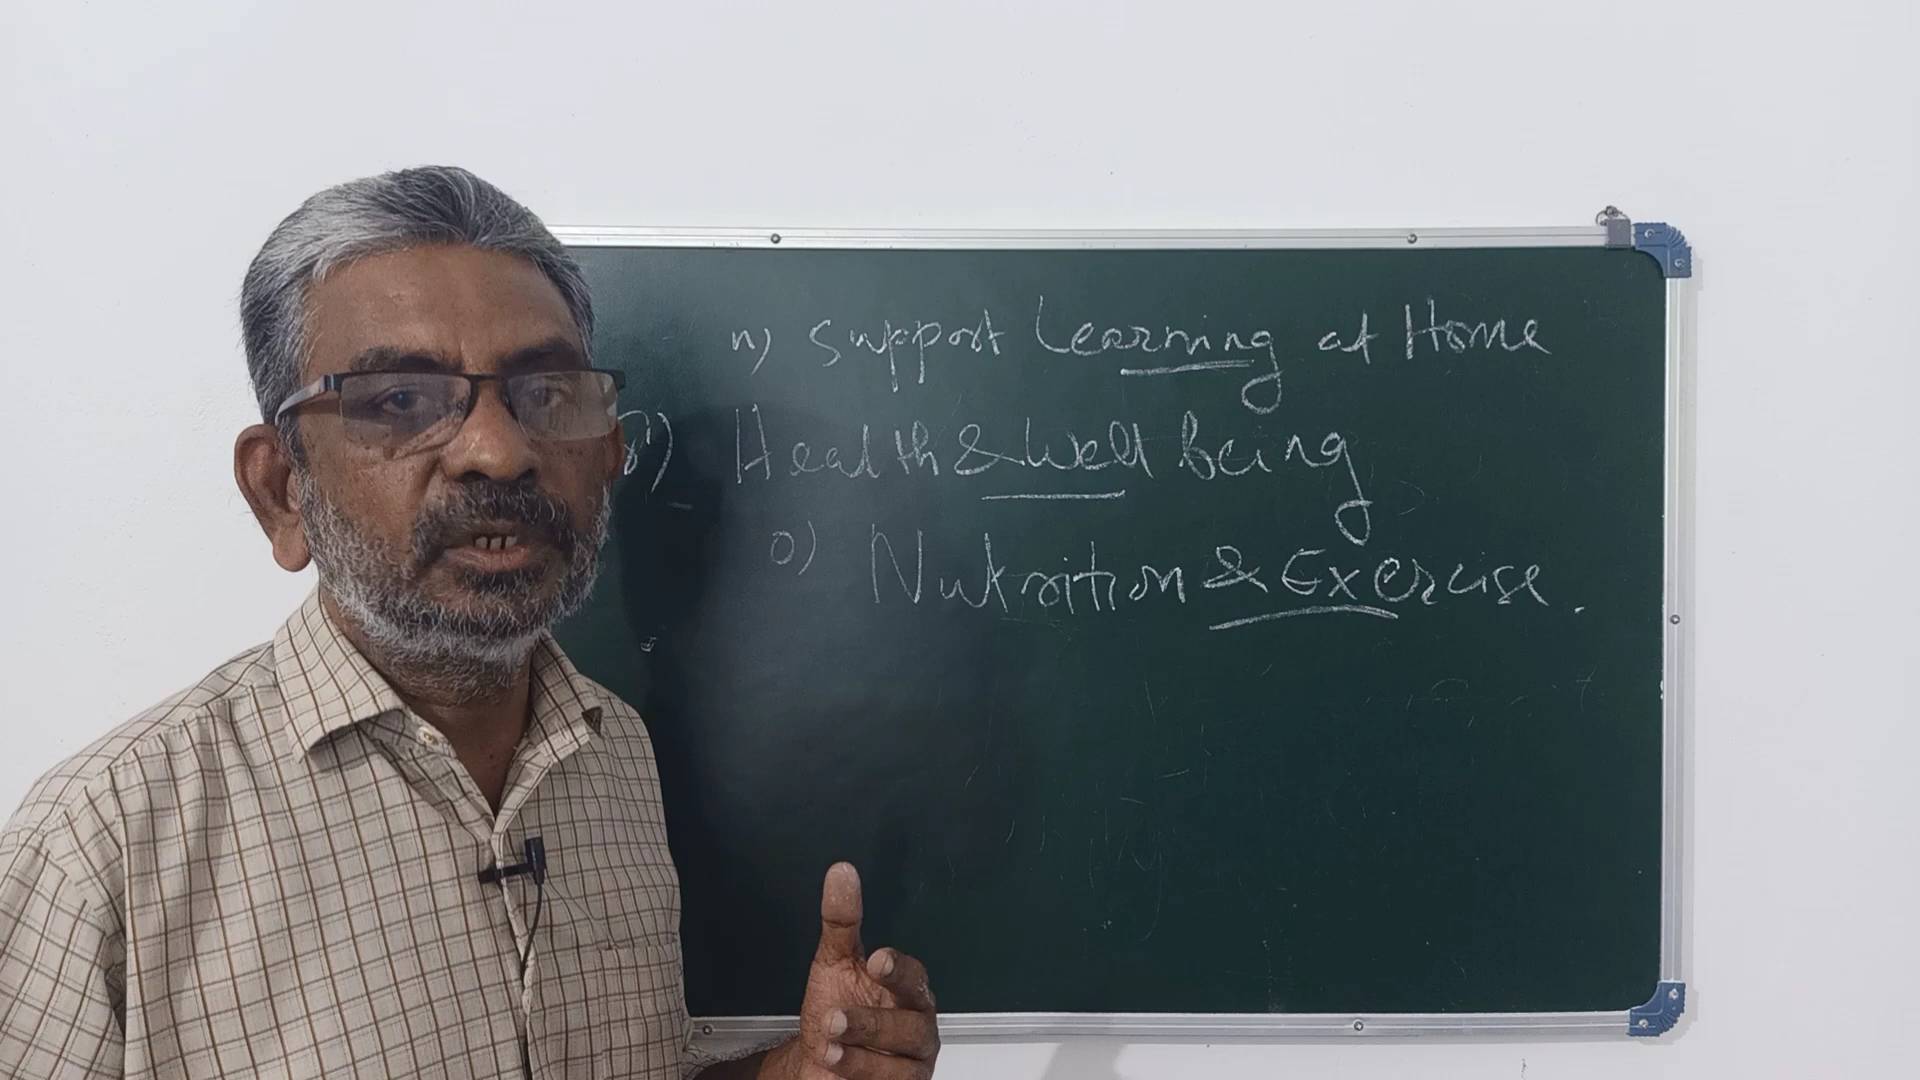 n) Support Learning at Home
8) Health & Well being
o) Nutrition & Exercise.